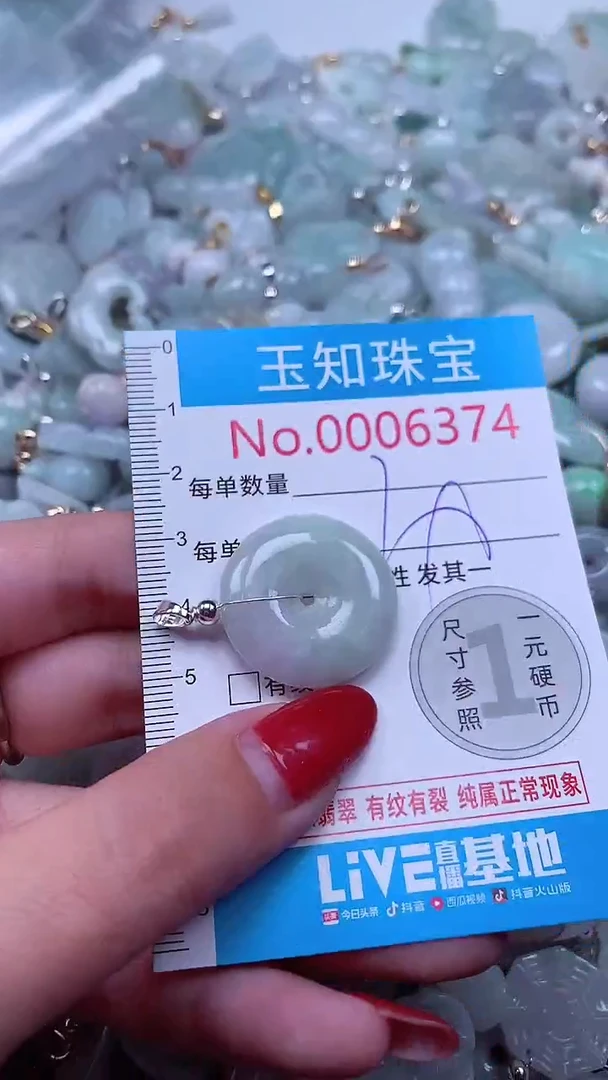 玉知珠宝
No.0006374
每单数量
每单
性发其一
有纹
0
1
2
3
4
5
尺寸参照
1
一元硬币
翡翠 有纹有裂 纯属正常现象
LiVE直播基地
今日头条 抖音 西瓜视频 抖音火山版